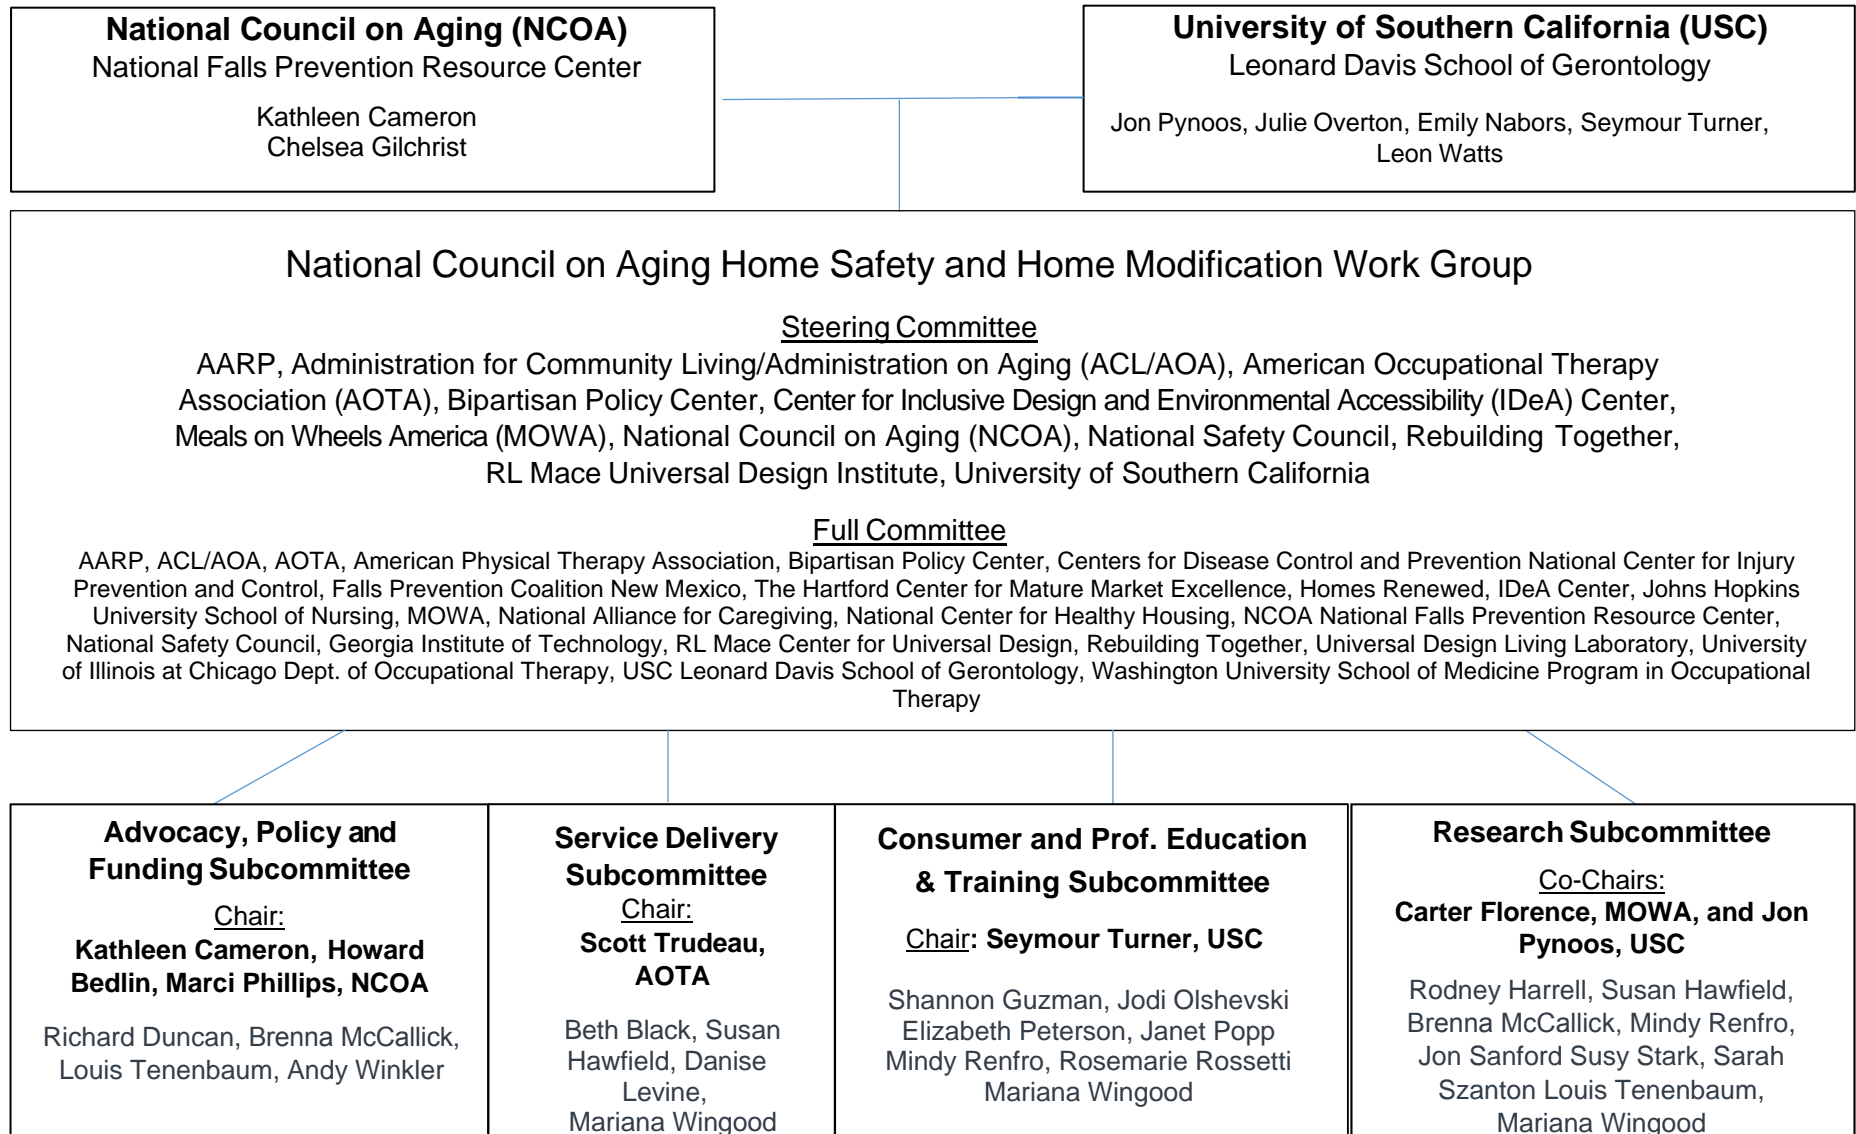 National Council on Aging (NCOA)
National Falls Prevention Resource Center
Kathleen Cameron
Chelsea Gilchrist
University of Southern California (USC)
Leonard Davis School of Gerontology
Jon Pynoos, Julie Overton, Emily Nabors, Seymour Turner,
Leon Watts
National Council on Aging Home Safety and Home Modification Work Group
Steering Committee
AARP, Administration for Community Living/Administration on Aging (ACL/AOA), American Occupational Therapy
Association (AOTA), Bipartisan Policy Center, Center for Inclusive Design and Environmental Accessibility (IDeA) Center,
Meals on Wheels America (MOWA), National Council on Aging (NCOA), National Safety Council, Rebuilding Together,
RL Mace Universal Design Institute, University of Southern California
Full Committee
AARP, ACL/AOA, AOTA, American Physical Therapy Association, Bipartisan Policy Center, Centers for Disease Control and Prevention National Center for Injury
Prevention and Control, Falls Prevention Coalition New Mexico, The Hartford Center for Mature Market Excellence, Homes Renewed, IDeA Center, Johns Hopkins
University School of Nursing, MOWA, National Alliance for Caregiving, National Center for Healthy Housing, NCOA National Falls Prevention Resource Center,
National Safety Council, Georgia Institute of Technology, RL Mace Center for Universal Design, Rebuilding Together, Universal Design Living Laboratory, University
of Illinois at Chicago Dept. of Occupational Therapy, USC Leonard Davis School of Gerontology, Washington University School of Medicine Program in Occupational
Therapy
Advocacy, Policy and
Funding Subcommittee
Chair:
Kathleen Cameron, Howard
Bedlin, Marci Phillips, NCOA
Richard Duncan, Brenna McCallick,
Louis Tenenbaum, Andy Winkler
Service Delivery
Subcommittee
Chair:
Scott Trudeau,
AOTA
Beth Black, Susan
Hawfield, Danise
Levine,
Mariana Wingood
Consumer and Prof. Education
& Training Subcommittee
Chair: Seymour Turner, USC
Shannon Guzman, Jodi Olshevski
Elizabeth Peterson, Janet Popp
Mindy Renfro, Rosemarie Rossetti
Mariana Wingood
Research Subcommittee
Co-Chairs:
Carter Florence, MOWA, and Jon
Pynoos, USC
Rodney Harrell, Susan Hawfield,
Brenna McCallick, Mindy Renfro,
Jon Sanford Susy Stark, Sarah
Szanton Louis Tenenbaum,
Mariana Wingood